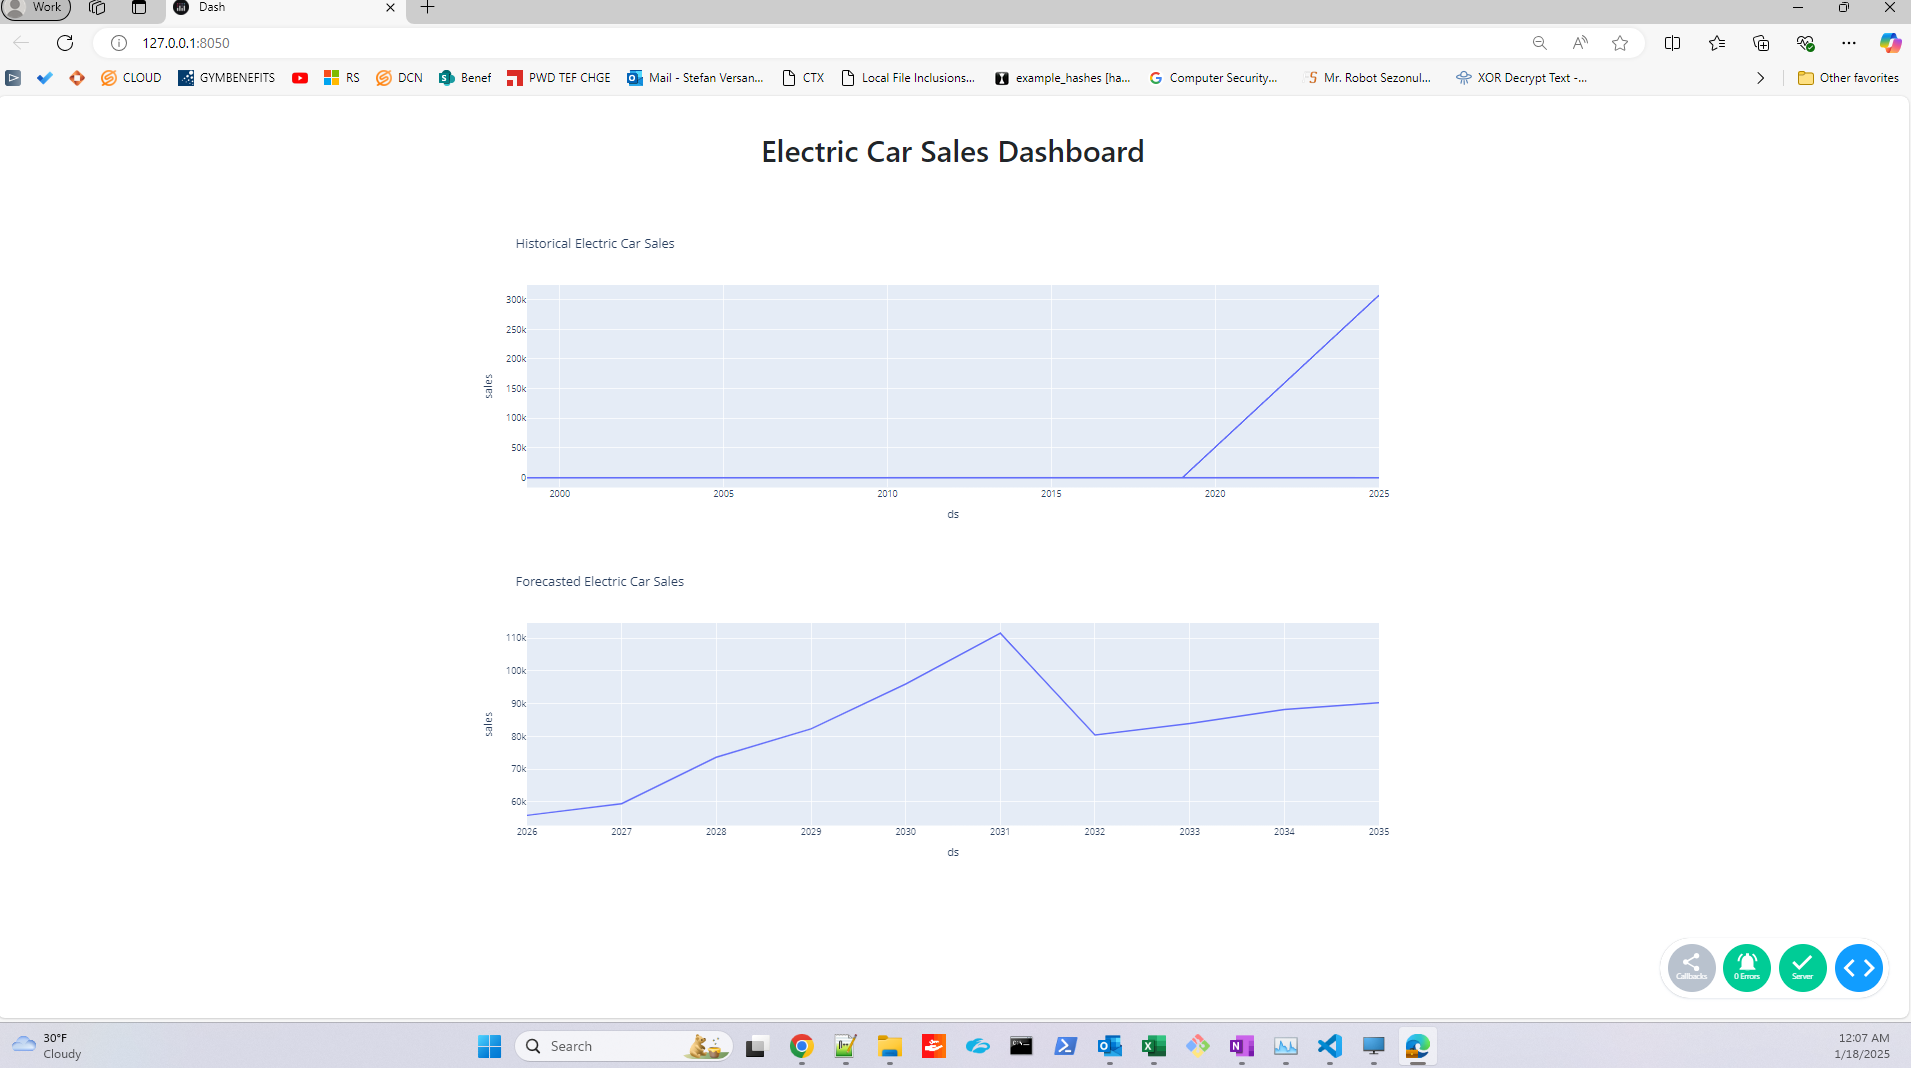 Work
Dash
127.0.0.1:8050
CLOUD
GYMBENEFITS
RS
DCN
Benef
PWD TEF CHGE
Mail - Stefan Versan...
CTX
Local File Inclusions...
example_hashes [ha...
Computer Security...
Mr. Robot Sezonul...
XOR Decrypt Text -...
Other favorites
Electric Car Sales Dashboard
Historical Electric Car Sales
300k
250k
200k
150k
100k
50k
0
sales
2000 2005 2010 2015 2020 2025
ds
Forecasted Electric Car Sales
110k
100k
90k
80k
70k
60k
sales
2026 2027 2028 2029 2030 2031 2032 2033 2034 2035
ds
Callbacks
0 Errors
Server
30°F
Cloudy
Search
12:07 AM
1/18/2025